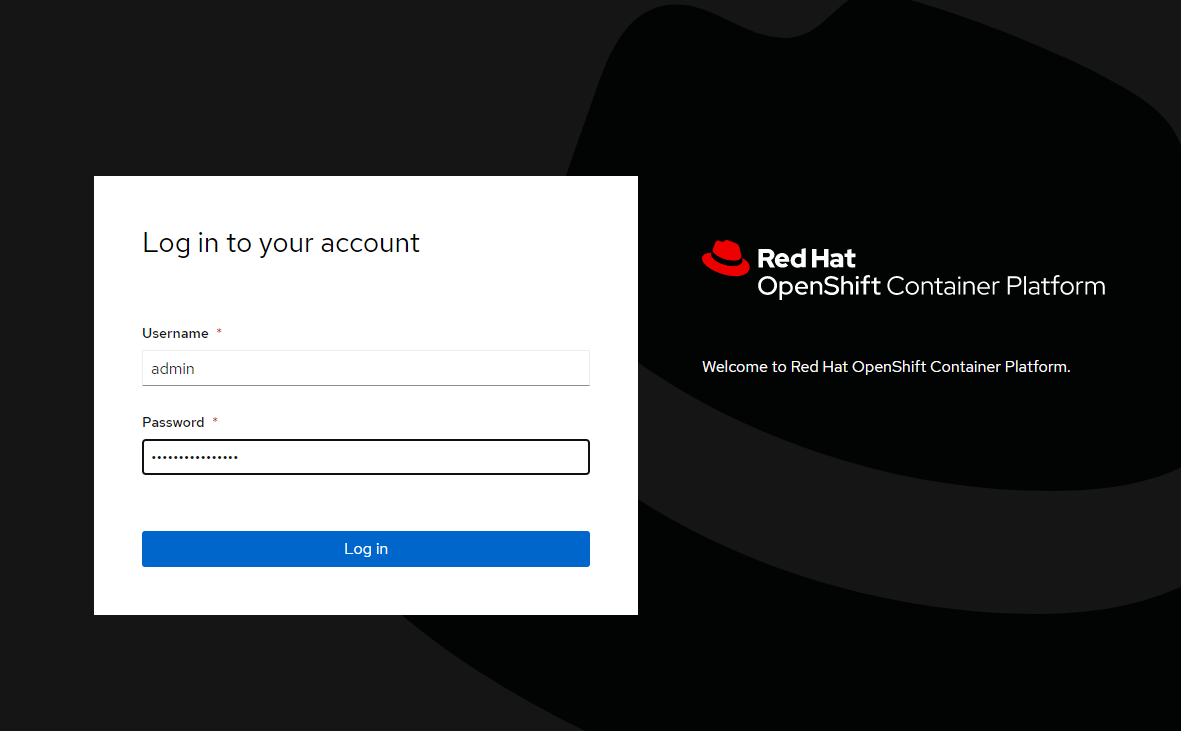 Log in to your account
Username *
admin
Password *
••••••••••••••••
Log in
Red Hat
OpenShift Container Platform
Welcome to Red Hat OpenShift Container Platform.